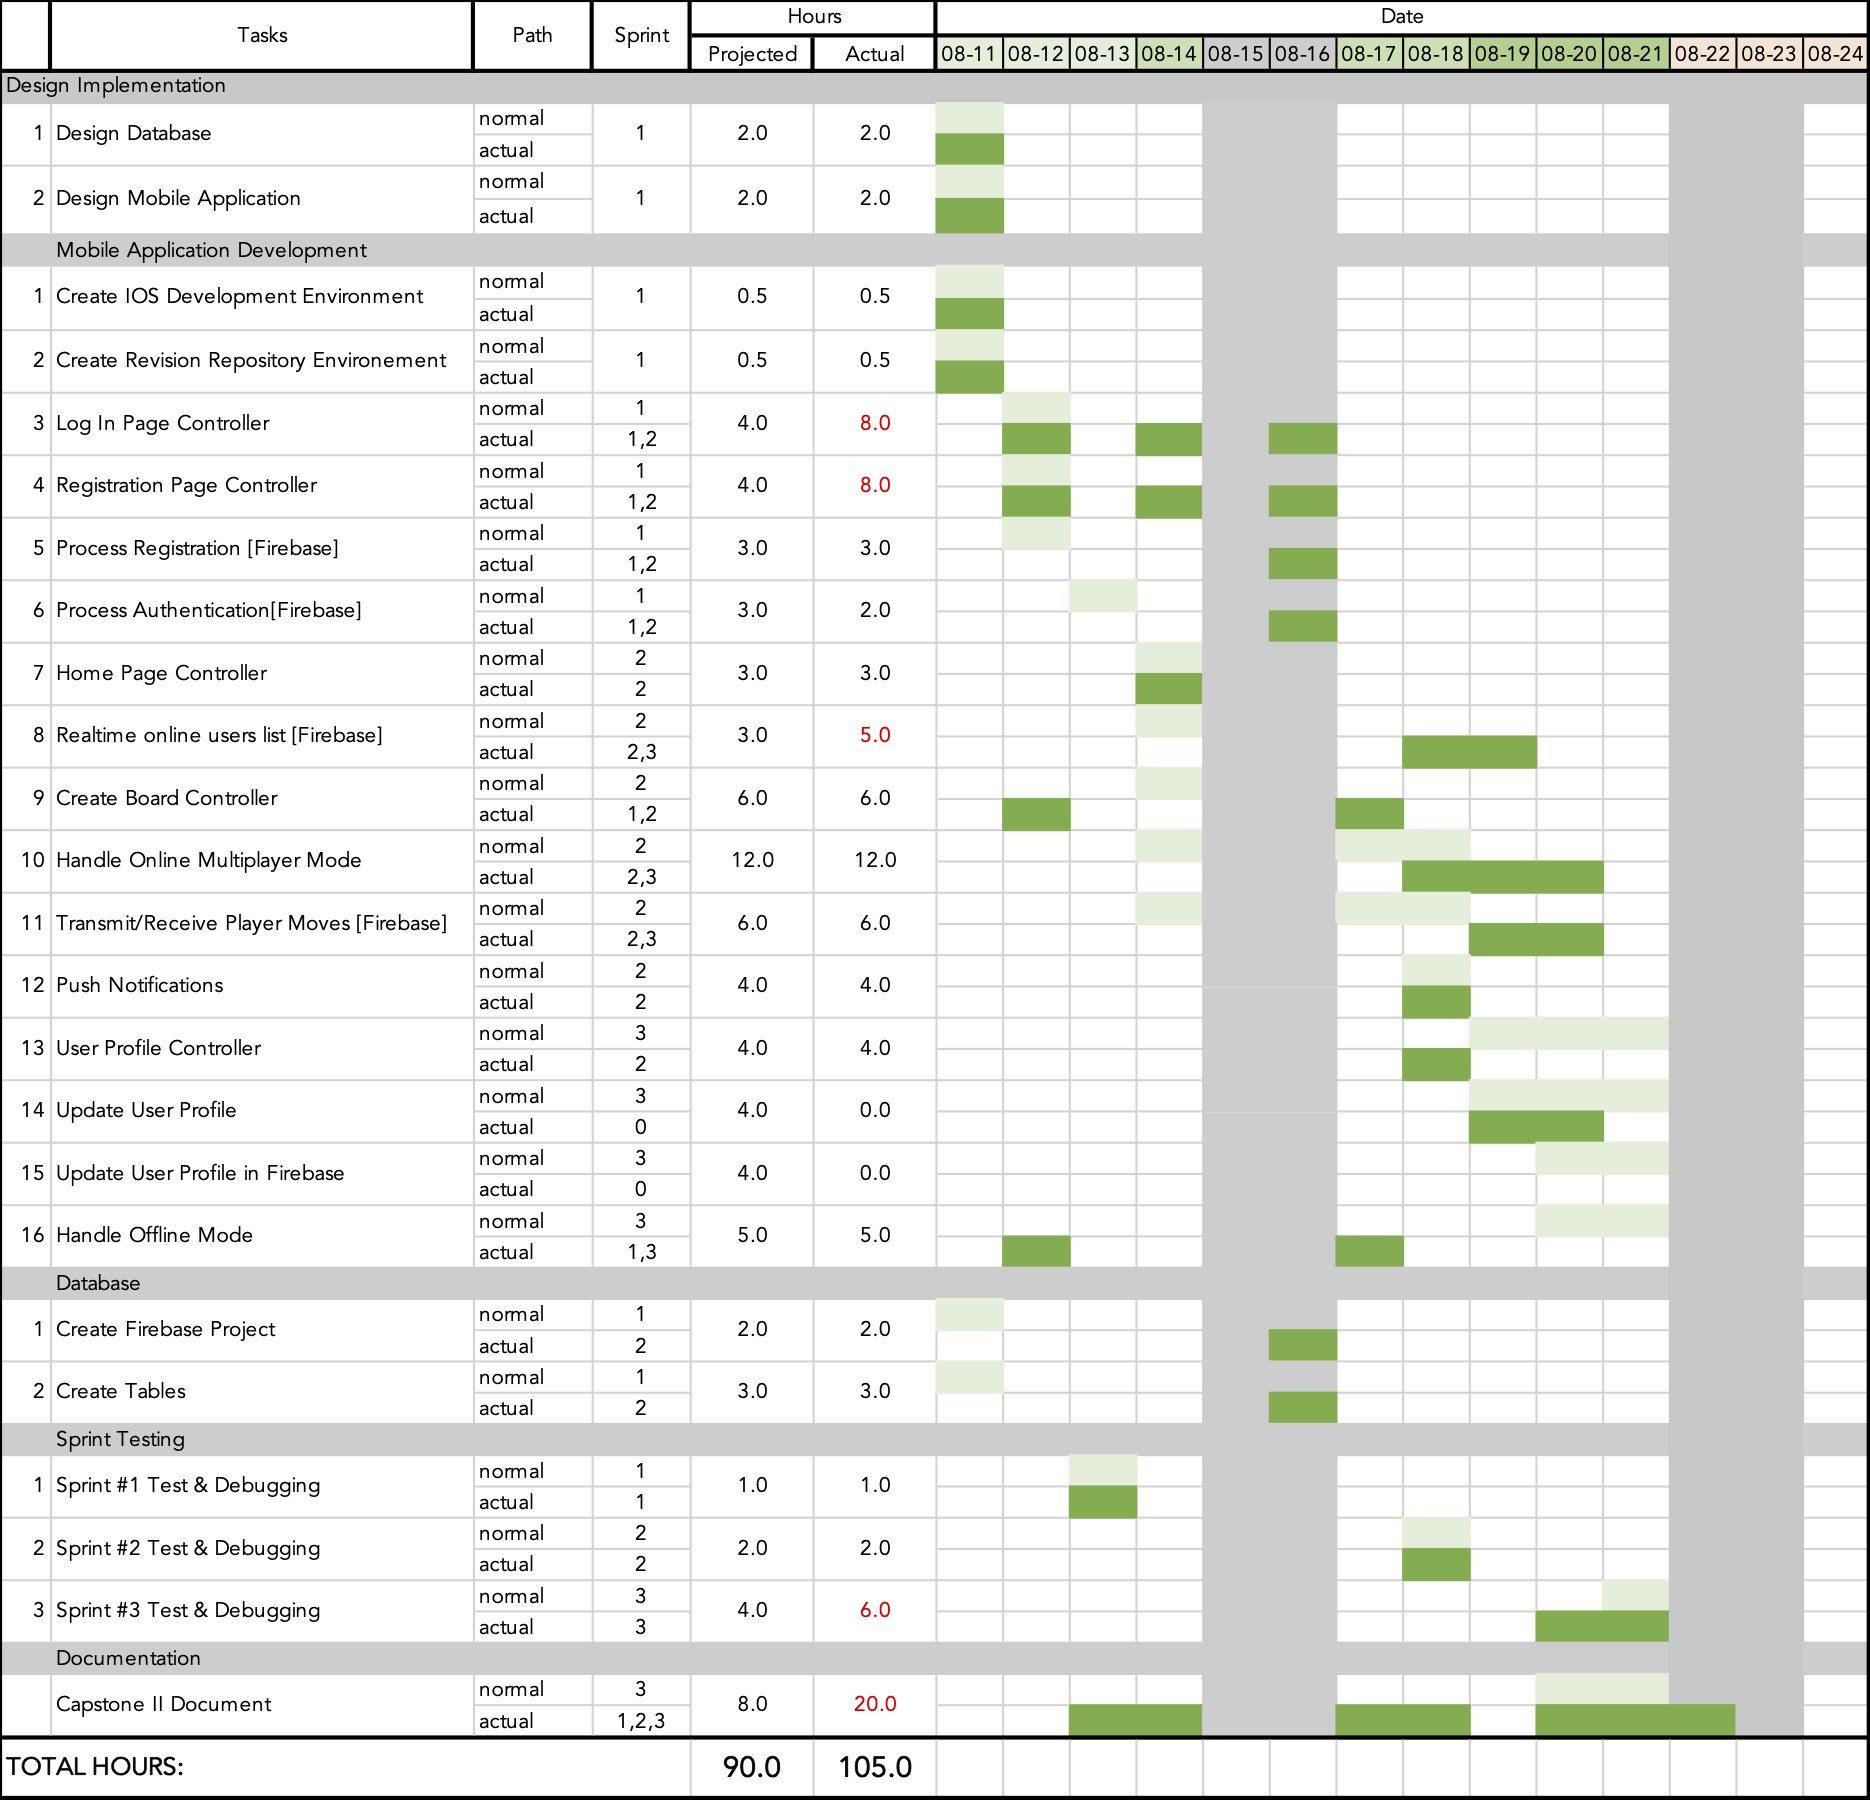 Tasks Path Sprint Hours Date
Projected Actual 08-11 08-12 08-13 08-14 08-15 08-16 08-17 08-18 08-19 08-20 08-21 08-22 08-23 08-24
Design Implementation
1 Design Database normal 1 2.0 2.0
actual
2 Design Mobile Application normal 1 2.0 2.0
actual
Mobile Application Development
1 Create IOS Development Environment normal 1 0.5 0.5
actual
2 Create Revision Repository Environement normal 1 0.5 0.5
actual
3 Log In Page Controller normal 1 4.0 8.0
actual 1,2
4 Registration Page Controller normal 1 4.0 8.0
actual 1,2
5 Process Registration [Firebase] normal 1 3.0 3.0
actual 1,2
6 Process Authentication[Firebase] normal 1 3.0 2.0
actual 1,2
7 Home Page Controller normal 2 3.0 3.0
actual 2
8 Realtime online users list [Firebase] normal 2 3.0 5.0
actual 2,3
9 Create Board Controller normal 2 6.0 6.0
actual 1,2
10 Handle Online Multiplayer Mode normal 2 12.0 12.0
actual 2,3
11 Transmit/Receive Player Moves [Firebase] normal 2 6.0 6.0
actual 2,3
12 Push Notifications normal 2 4.0 4.0
actual 2
13 User Profile Controller normal 3 4.0 4.0
actual 2
14 Update User Profile normal 3 4.0 0.0
actual 0
15 Update User Profile in Firebase normal 3 4.0 0.0
actual 0
16 Handle Offline Mode normal 3 5.0 5.0
actual 1,3
Database
1 Create Firebase Project normal 1 2.0 2.0
actual 2
2 Create Tables normal 1 3.0 3.0
actual 2
Sprint Testing
1 Sprint #1 Test & Debugging normal 1 1.0 1.0
actual 1
2 Sprint #2 Test & Debugging normal 2 2.0 2.0
actual 2
3 Sprint #3 Test & Debugging normal 3 4.0 6.0
actual 3
Documentation
Capstone II Document normal 3 8.0 20.0
actual 1,2,3
TOTAL HOURS: 90.0 105.0